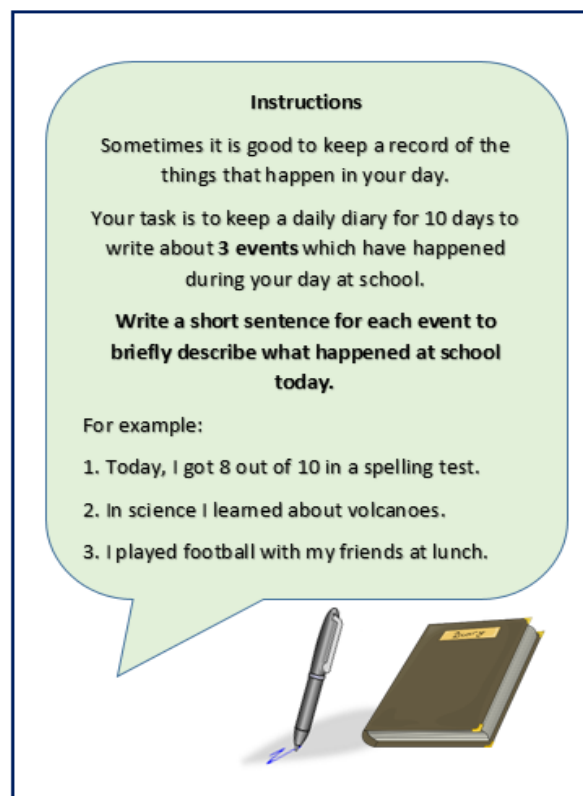 Instructions
Sometimes it is good to keep a record of the
things that happen in your day.
Your task is to keep a daily diary for 10 days to
write about 3 events which have happened
during your day at school.
Write a short sentence for each event to
briefly describe what happened at school
today.
For example:
1. Today, I got 8 out of 10 in a spelling test.
2. In science I learned about volcanoes.
3. I played football with my friends at lunch.
Diary